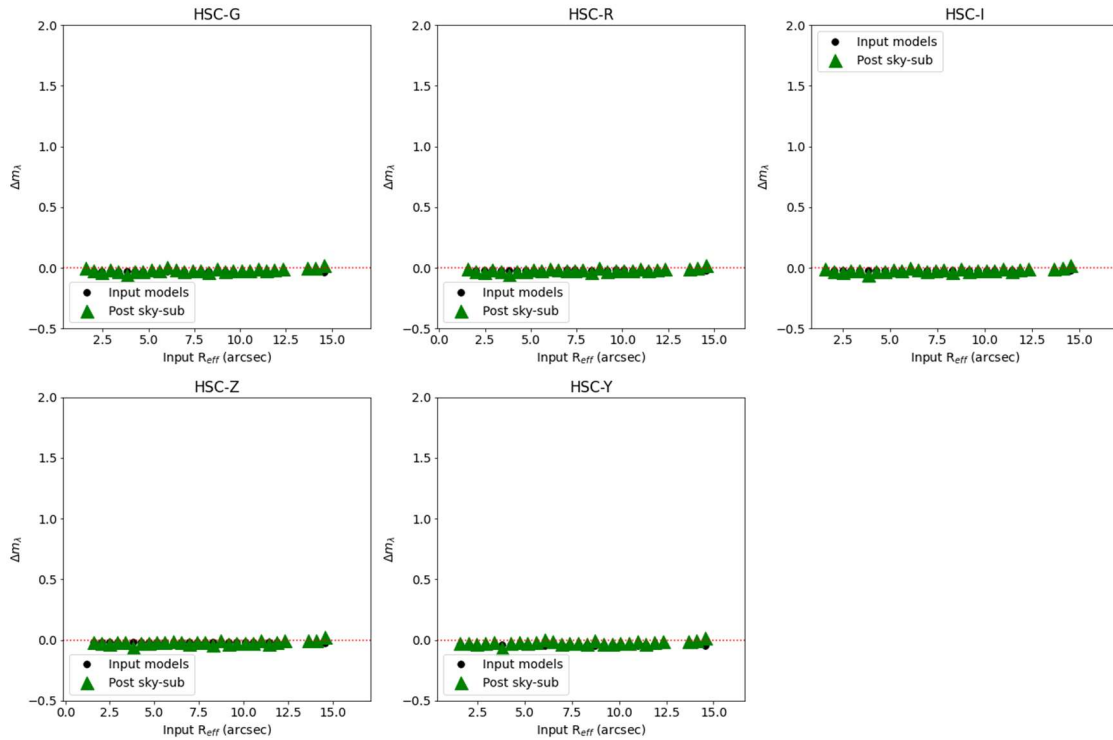 HSC-G
2.0
1.5
1.0
0.5
0.0
−0.5
Δm_λ
Input models
Post sky-sub
2.5 5.0 7.5 10.0 12.5 15.0
Input R_eff (arcsec)
HSC-R
2.0
1.5
1.0
0.5
0.0
−0.5
Δm_λ
Input models
Post sky-sub
2.5 5.0 7.5 10.0 12.5 15.0
Input R_eff (arcsec)
HSC-I
Input models
Post sky-sub
2.0
1.5
1.0
0.5
0.0
−0.5
Δm_λ
2.5 5.0 7.5 10.0 12.5 15.0
Input R_eff (arcsec)
HSC-Z
2.0
1.5
1.0
0.5
0.0
−0.5
Δm_λ
Input models
Post sky-sub
0.0 2.5 5.0 7.5 10.0 12.5 15.0
Input R_eff (arcsec)
HSC-Y
2.0
1.5
1.0
0.5
0.0
−0.5
Δm_λ
Input models
Post sky-sub
2.5 5.0 7.5 10.0 12.5 15.0
Input R_eff (arcsec)